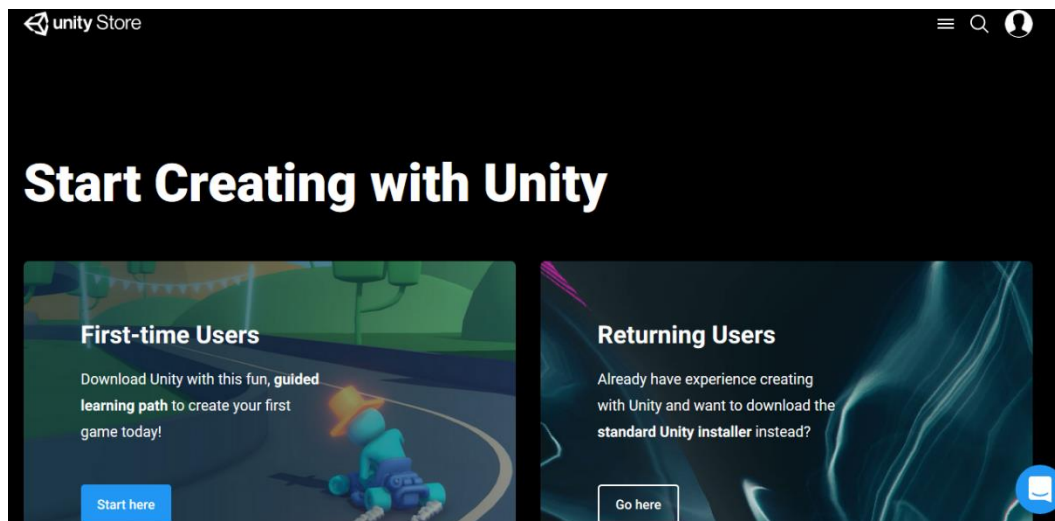 unity Store
Start Creating with Unity
First-time Users
Download Unity with this fun, guided
learning path to create your first
game today!
Start here
Returning Users
Already have experience creating
with Unity and want to download the
standard Unity installer instead?
Go here